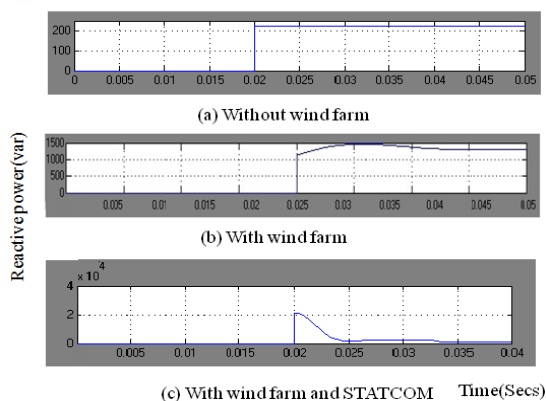 200
100
0
0 0.005 0.01 0.015 0.02 0.025 0.03 0.035 0.04 0.045 0.05
(a) Without wind farm
Reactive power(var)
1500
1000
500
0
0.005 0.01 0.015 0.02 0.025 0.03 0.035 0.04 0.045 0.05
(b) With wind farm
4 × 10⁴
2
0
0.005 0.01 0.015 0.02 0.025 0.03 0.035 0.04
(c) With wind farm and STATCOM Time(Secs)